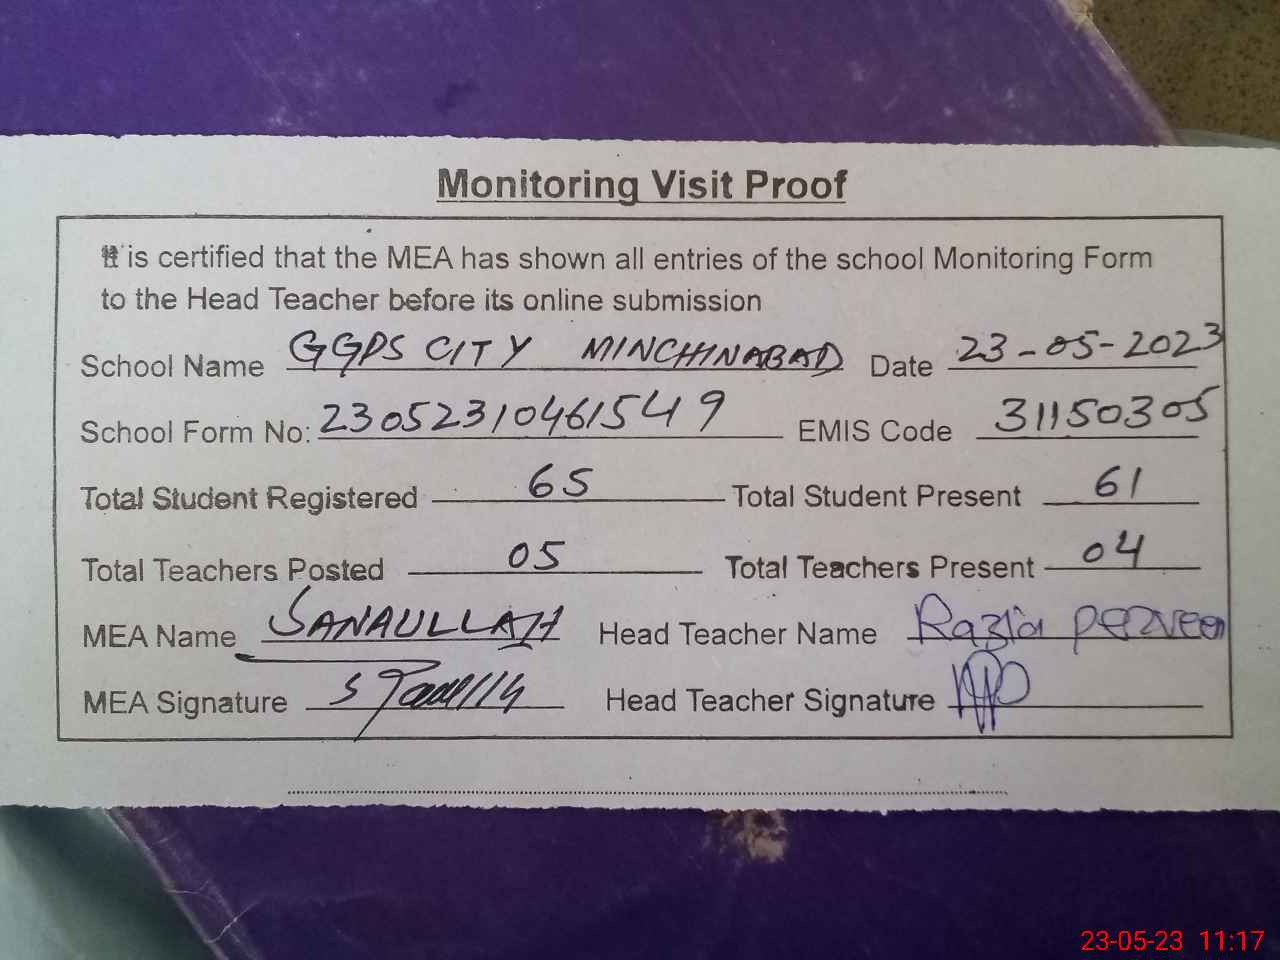 Monitoring Visit Proof
It is certified that the MEA has shown all entries of the school Monitoring Form
to the Head Teacher before its online submission
School Name GGPS CITY MINCHINABAD Date 23-05-2023
School Form No: 23052310461549 EMIS Code 31150305
Total Student Registered 65 Total Student Present 61
Total Teachers Posted 05 Total Teachers Present 04
MEA Name SANAULLAH Head Teacher Name Razia perveen
MEA Signature Head Teacher Signature
23-05-23 11:17